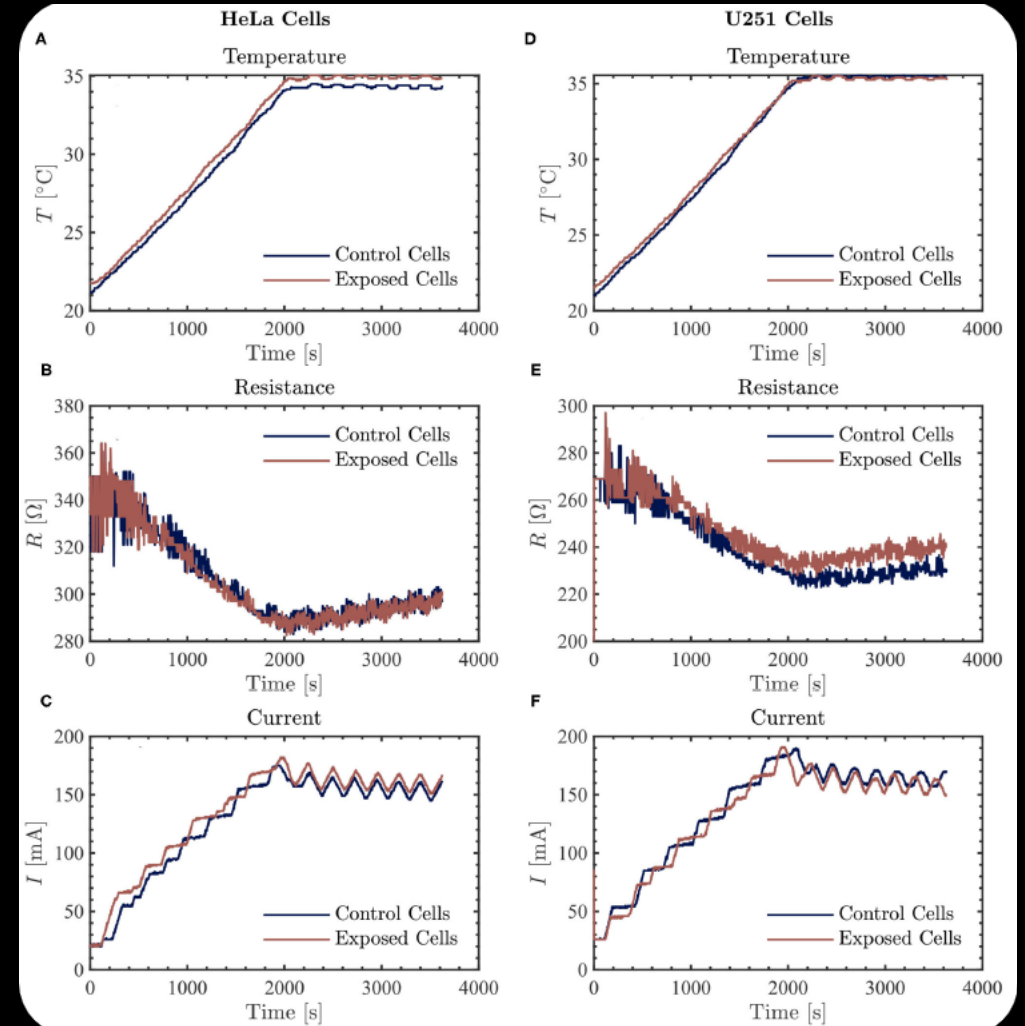 HeLa Cells
A
Temperature
35
30
25
20
T [°C]
Control Cells
Exposed Cells
0 1000 2000 3000 4000
Time [s]
B
Resistance
380
360
340
320
300
280
R [Ω]
Control Cells
Exposed Cells
0 1000 2000 3000 4000
Time [s]
C
Current
200
150
100
50
0
I [mA]
Control Cells
Exposed Cells
0 1000 2000 3000 4000
Time [s]
U251 Cells
D
Temperature
35
30
25
20
T [°C]
Control Cells
Exposed Cells
0 1000 2000 3000 4000
Time [s]
E
Resistance
300
280
260
240
220
200
R [Ω]
Control Cells
Exposed Cells
0 1000 2000 3000 4000
Time [s]
F
Current
200
150
100
50
0
I [mA]
Control Cells
Exposed Cells
0 1000 2000 3000 4000
Time [s]